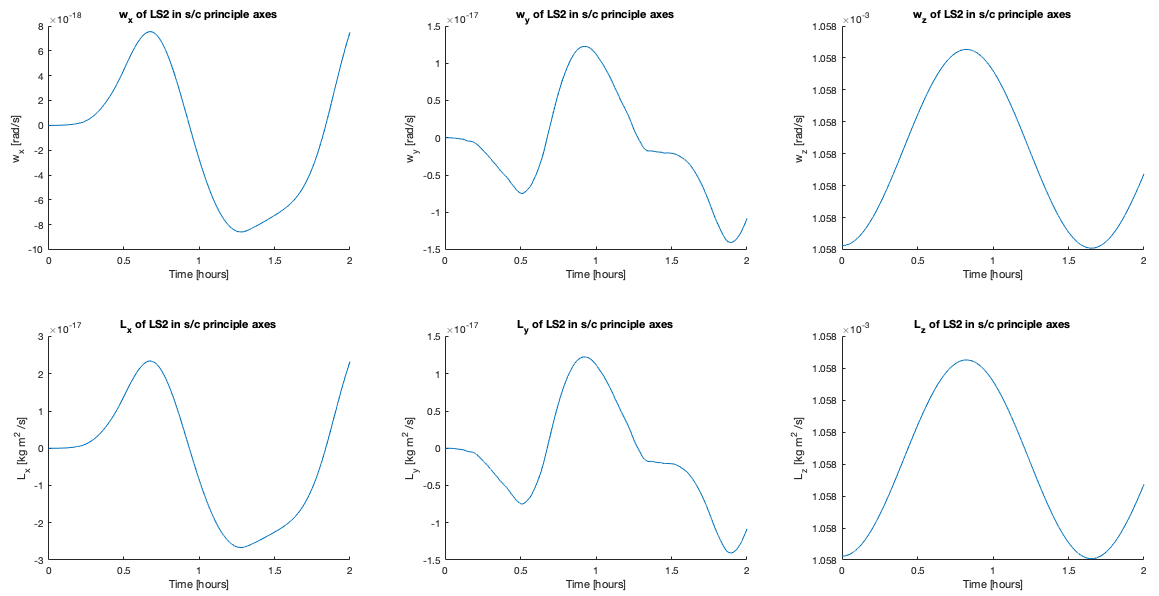 w_x of LS2 in s/c principle axes
×10^-18
8
6
4
2
0
-2
-4
-6
-8
-10
w_x [rad/s]
0 0.5 1 1.5 2
Time [hours]
w_y of LS2 in s/c principle axes
×10^-17
1.5
1
0.5
0
-0.5
-1
-1.5
w_y [rad/s]
0 0.5 1 1.5 2
Time [hours]
w_z of LS2 in s/c principle axes
×10^-3
1.058
1.058
1.058
1.058
1.058
1.058
1.058
1.058
w_z [rad/s]
0 0.5 1 1.5 2
Time [hours]
L_x of LS2 in s/c principle axes
×10^-17
3
2
1
0
-1
-2
-3
L_x [kg m^2 /s]
0 0.5 1 1.5 2
Time [hours]
L_y of LS2 in s/c principle axes
×10^-17
1.5
1
0.5
0
-0.5
-1
-1.5
L_y [kg m^2 /s]
0 0.5 1 1.5 2
Time [hours]
L_z of LS2 in s/c principle axes
×10^-3
1.058
1.058
1.058
1.058
1.058
1.058
1.058
1.058
L_z [kg m^2 /s]
0 0.5 1 1.5 2
Time [hours]